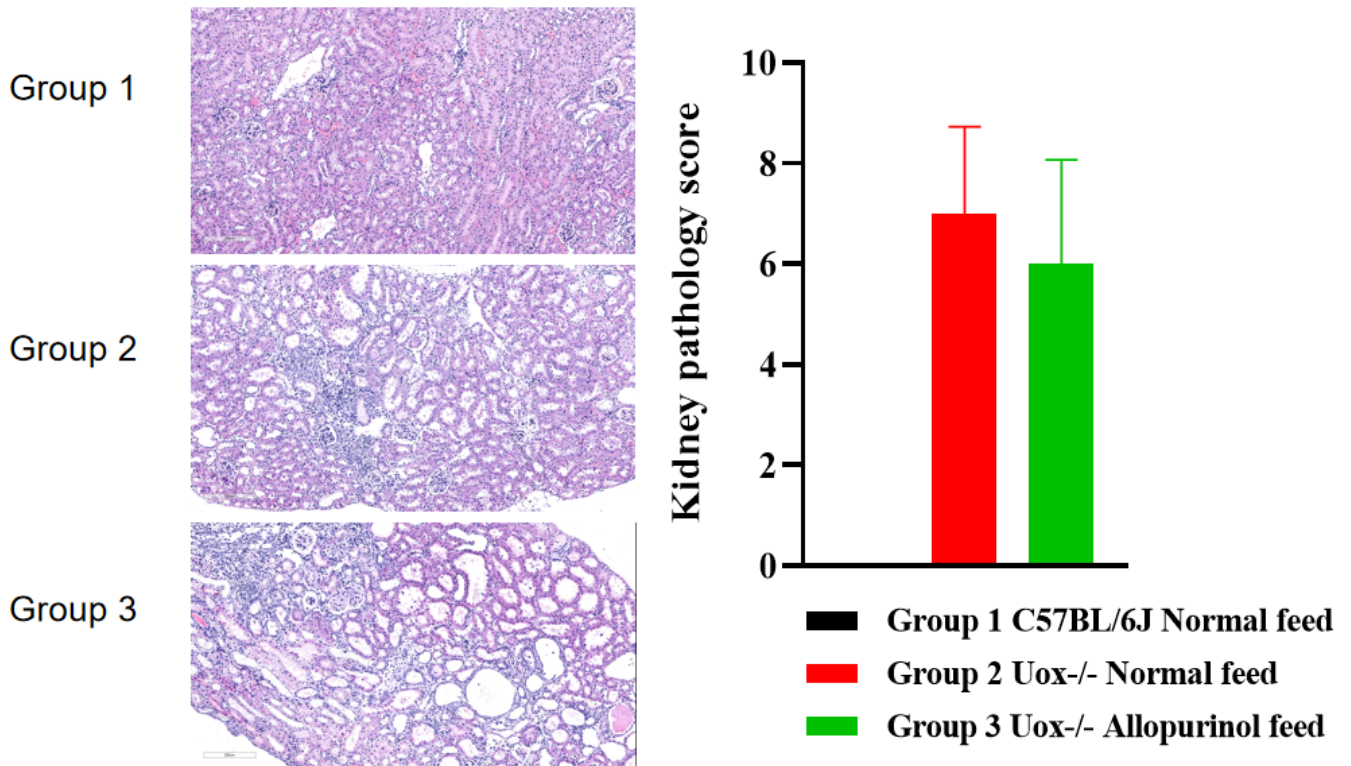 Group 1
Group 2
Group 3
Kidney pathology score
10
8
6
4
2
0
Group 1 C57BL/6J Normal feed
Group 2 Uox-/- Normal feed
Group 3 Uox-/- Allopurinol feed